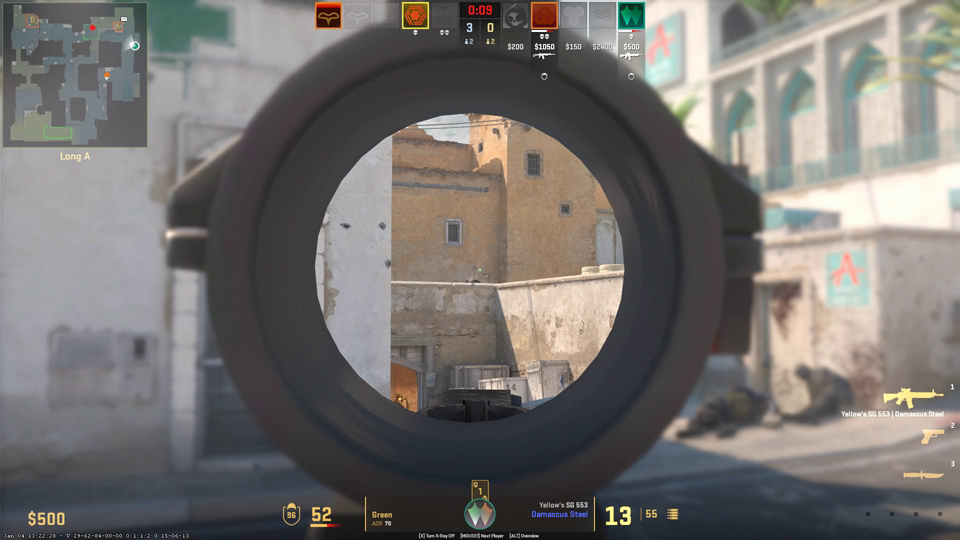 0:09
3 0
2 2
$200 $1050 $150 $2400 $500
B
Long A
A
A
14
1
Yellow's SG 553 | Damascus Steel
2
3
1
$500
96
52
Green
ADR 70
Yellow's SG 553
Damascus Steel
13 | 55
[X] Turn X-Ray Off [MOUSE1] Next Player [ALT] Overview